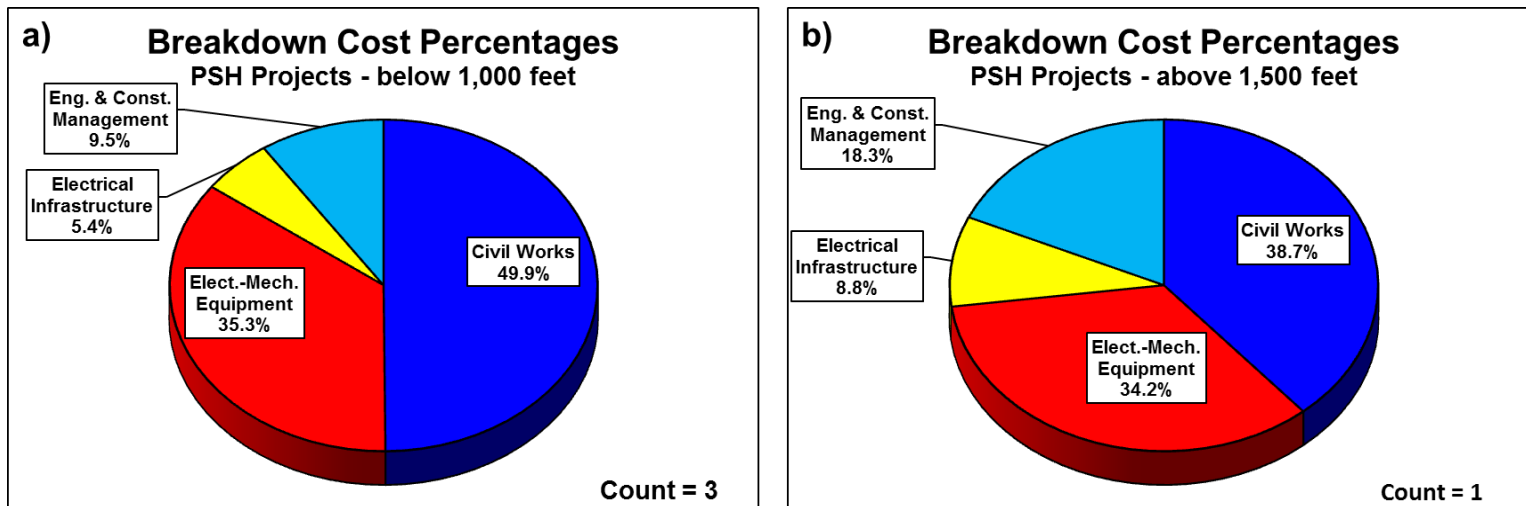 a)
Breakdown Cost Percentages
PSH Projects - below 1,000 feet
Eng. & Const.
Management
9.5%
Electrical
Infrastructure
5.4%
Civil Works
49.9%
Elect.-Mech.
Equipment
35.3%
Count = 3
b)
Breakdown Cost Percentages
PSH Projects - above 1,500 feet
Eng. & Const.
Management
18.3%
Electrical
Infrastructure
8.8%
Civil Works
38.7%
Elect.-Mech.
Equipment
34.2%
Count = 1